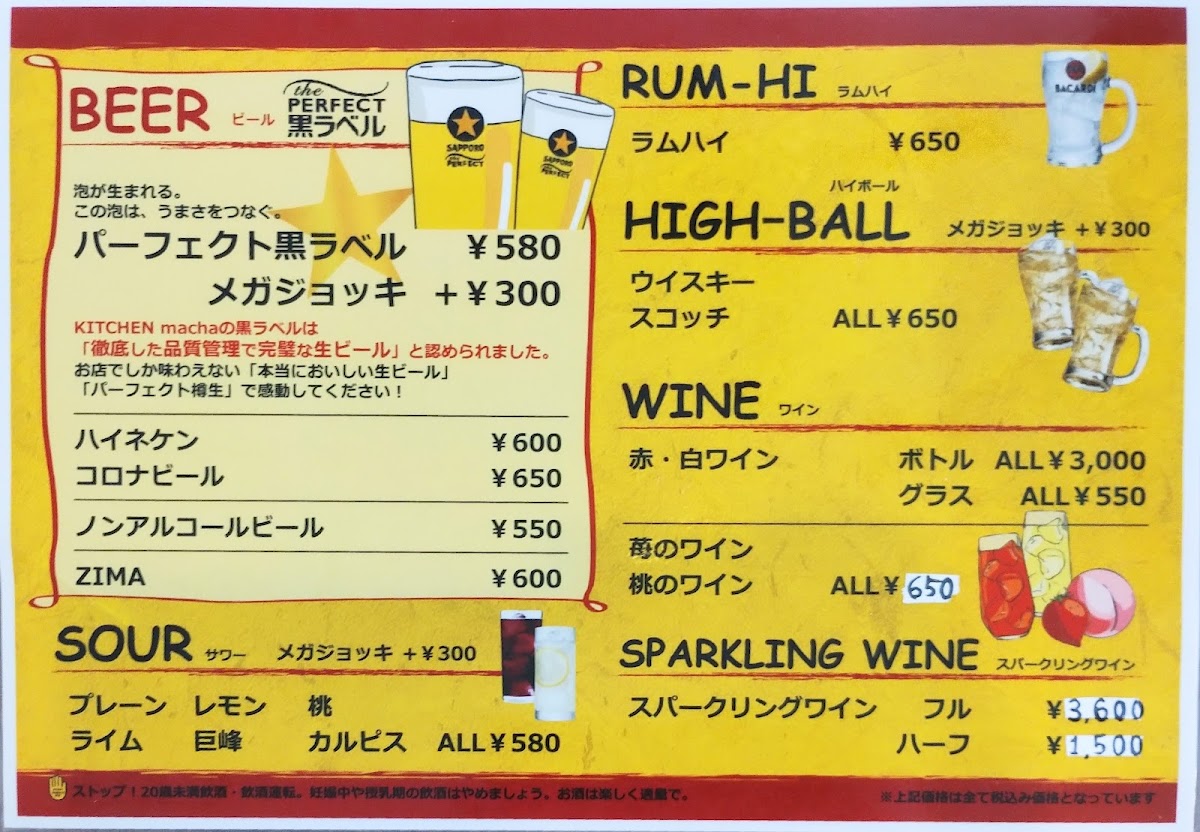 BEER ビール
the
PERFECT
黒ラベル
SAPPORO
the
PERFECT
SAPPORO
the
PERFECT
泡が生まれる。
この泡は、うまさをつなぐ。
パーフェクト黒ラベル ¥580
メガジョッキ +¥300
KITCHEN machaの黒ラベルは
「徹底した品質管理で完璧な生ビール」と認められました。
お店でしか味わえない「本当においしい生ビール」
「パーフェクト樽生」で感動してください！
ハイネケン ¥600
コロナビール ¥650
ノンアルコールビール ¥550
ZIMA ¥600
SOUR サワー メガジョッキ +¥300
プレーン レモン 桃
ライム 巨峰 カルピス ALL¥580
RUM-HI ラムハイ
BACARDI
ラムハイ ¥650
ハイボール
HIGH-BALL メガジョッキ +¥300
ウイスキー
スコッチ ALL¥650
WINE ワイン
赤・白ワイン ボトル ALL¥3,000
グラス ALL¥550
苺のワイン
桃のワイン ALL¥650
SPARKLING WINE スパークリングワイン
スパークリングワイン フル ¥3,600
ハーフ ¥1,500
ストップ！20歳未満飲酒・飲酒運転。妊娠中や授乳期の飲酒はやめましょう。お酒は楽しく適量で。
※上記価格は全て税込み価格となっています